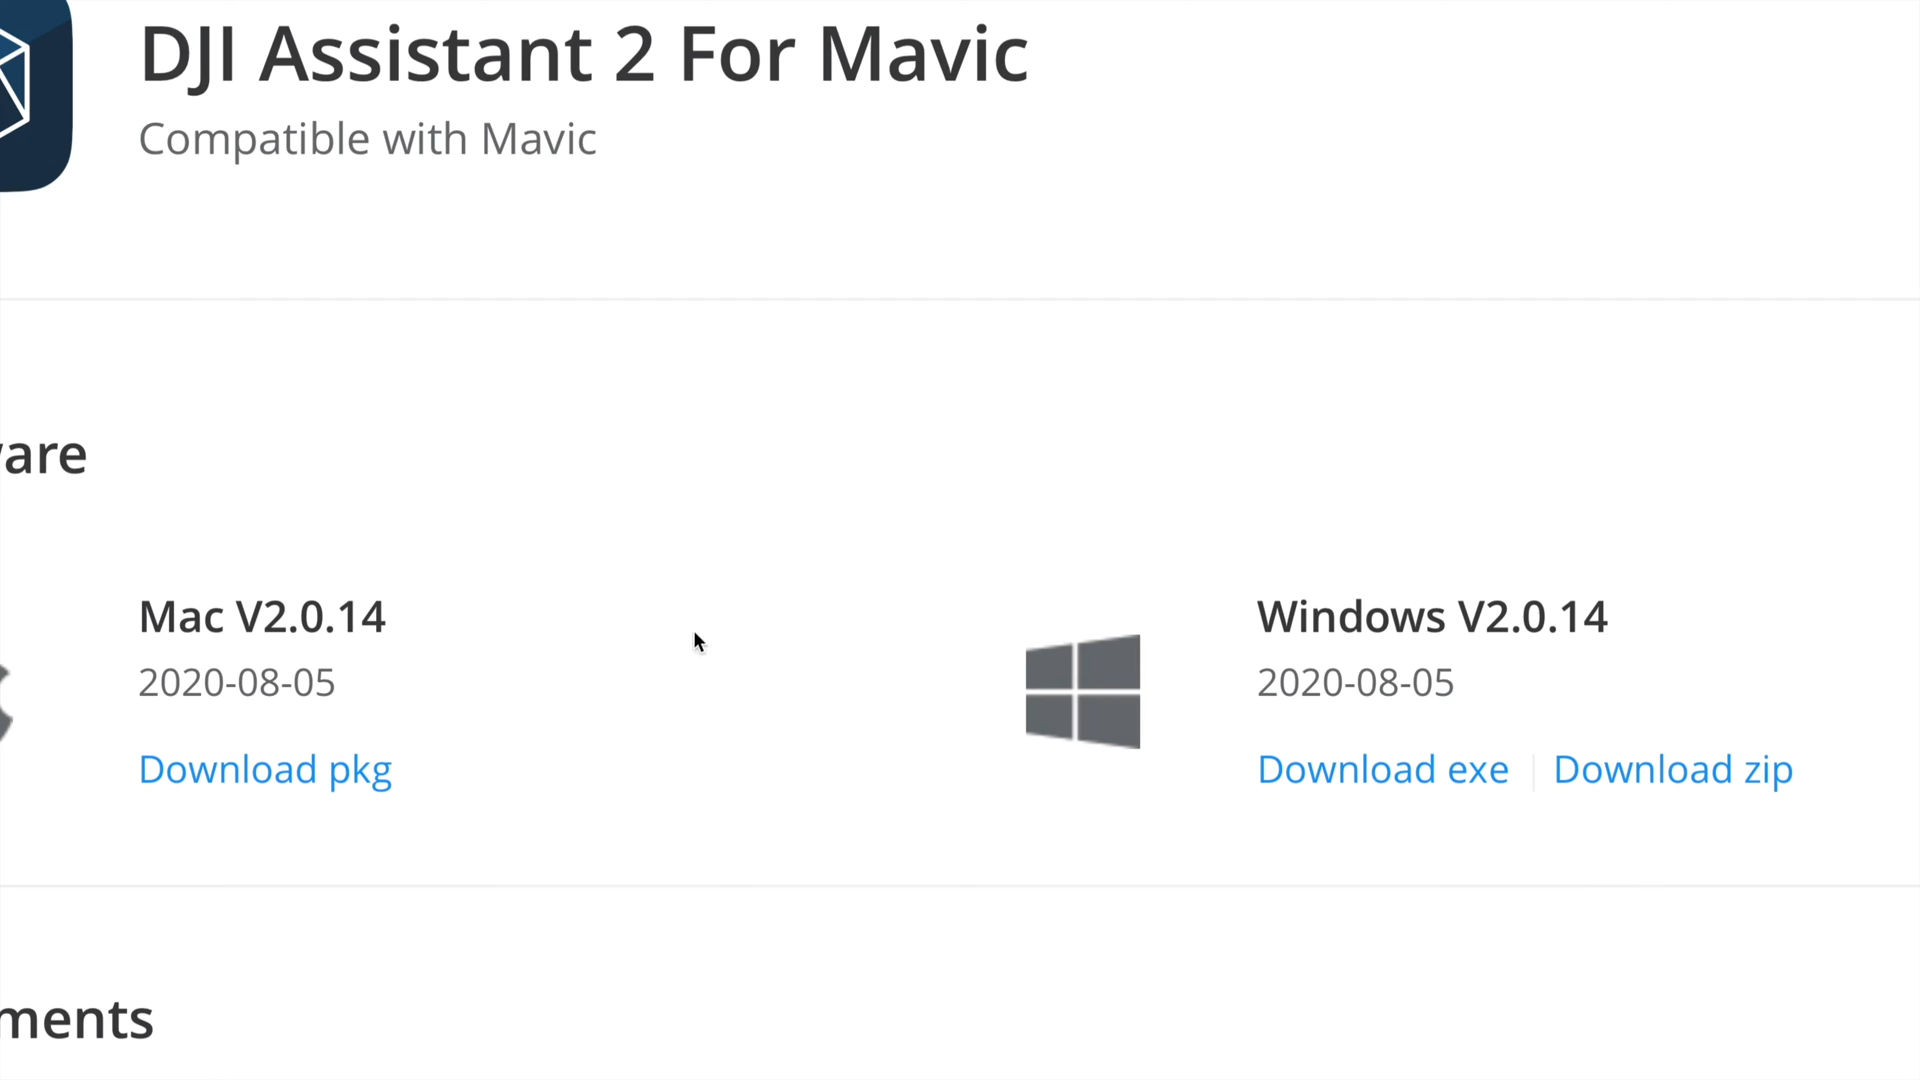 DJI Assistant 2 For Mavic
Compatible with Mavic
are
Mac V2.0.14
2020-08-05
Download pkg
Windows V2.0.14
2020-08-05
Download exe
Download zip
ments